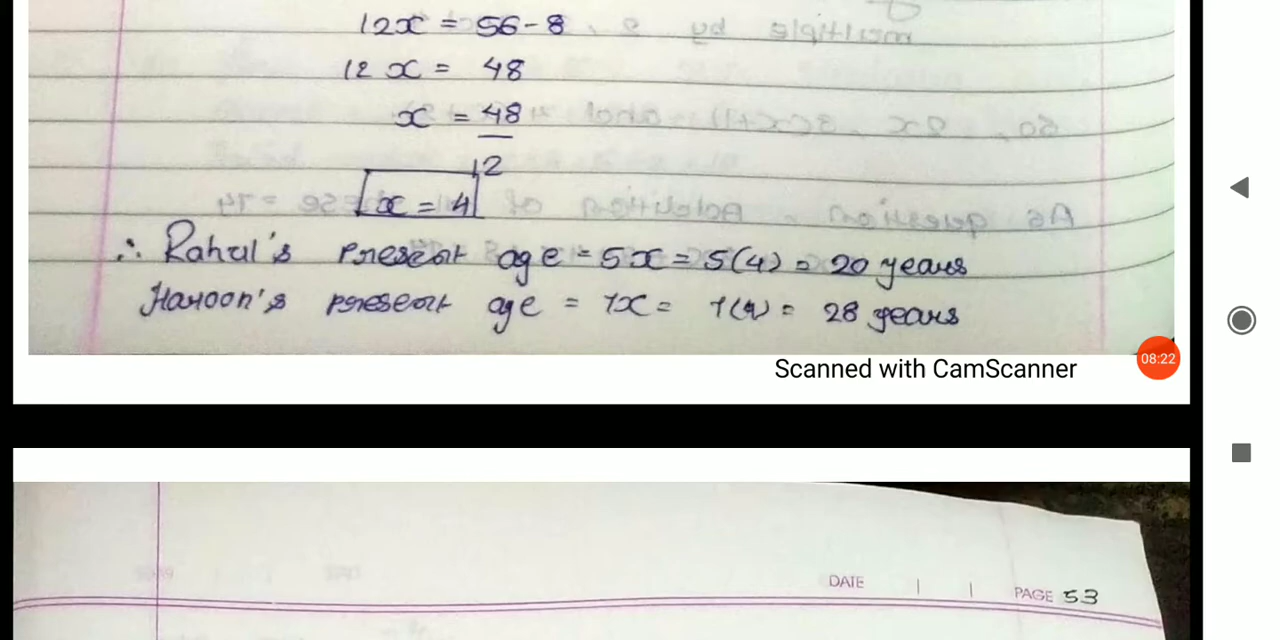 12x = 56 - 8
12 x = 48
x = 48
12
x = 4
∴ Rahul's present age = 5x = 5(4) = 20 years
Haroon's present age = 7x = 7(4) = 28 years
Scanned with CamScanner
08:22
DATE | | PAGE 53